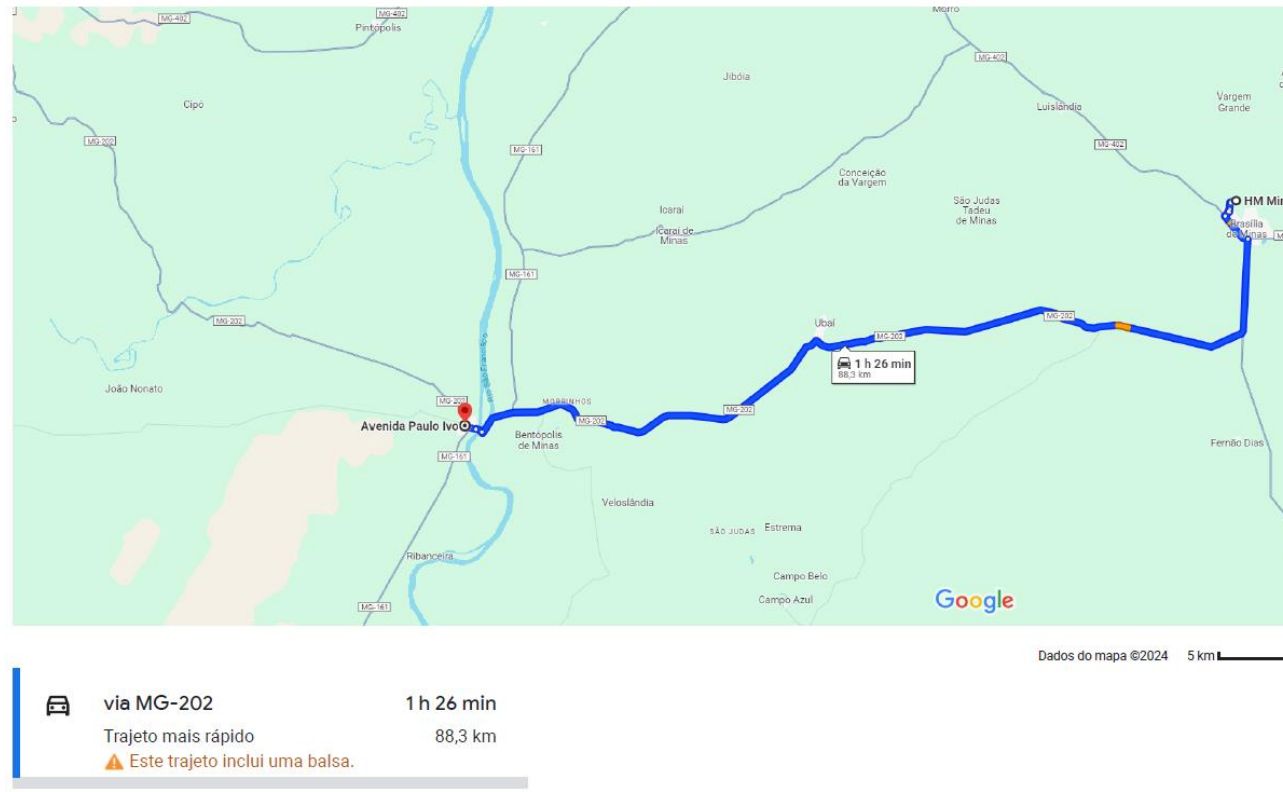 Morro
MG-402
MG-402
Pintópolis
MG-402
Jibóia
Cipó
Luislândia
Vargem
Grande
MG-202
MG-161
MG-402
Conceição
da Vargem
São Judas
Tadeu
de Minas
HM Min
Icaraí
Icaraí de
Minas
Brasília
de Minas
MG-161
MG-202
Ubaí
MG-202
MG-202
1 h 26 min
88,3 km
Rio São Francisco
João Nonato
MG-202
MORRINHOS
MG-202
MG-202
Avenida Paulo Ivo
Bentópolis
de Minas
Fernão Dias
MG-161
Veloslândia
SÃO JUDAS
Estrema
Ribanceira
Campo Belo
Campo Azul
MG-161
Google
Dados do mapa ©2024 5 km
via MG-202 1 h 26 min
Trajeto mais rápido 88,3 km
Este trajeto inclui uma balsa.